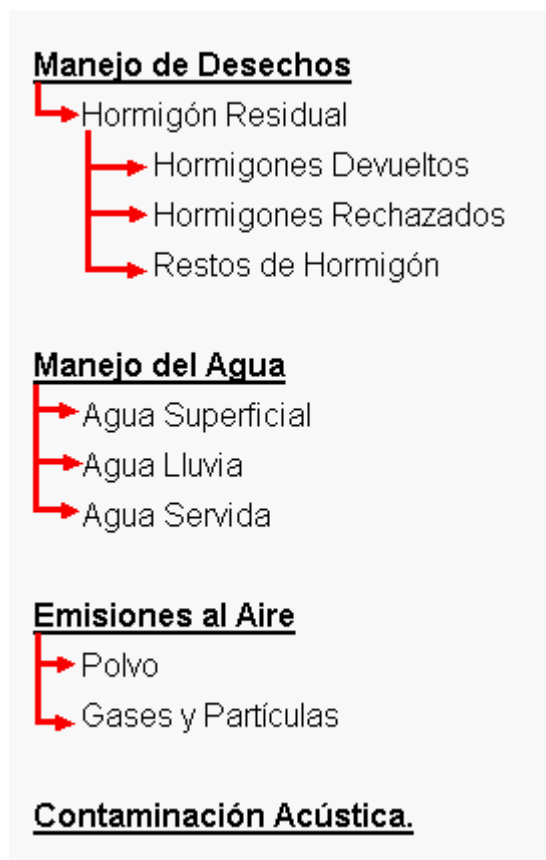 Manejo de Desechos
Hormigón Residual
Hormigones Devueltos
Hormigones Rechazados
Restos de Hormigón
Manejo del Agua
Agua Superficial
Agua Lluvia
Agua Servida
Emisiones al Aire
Polvo
Gases y Partículas
Contaminación Acústica.